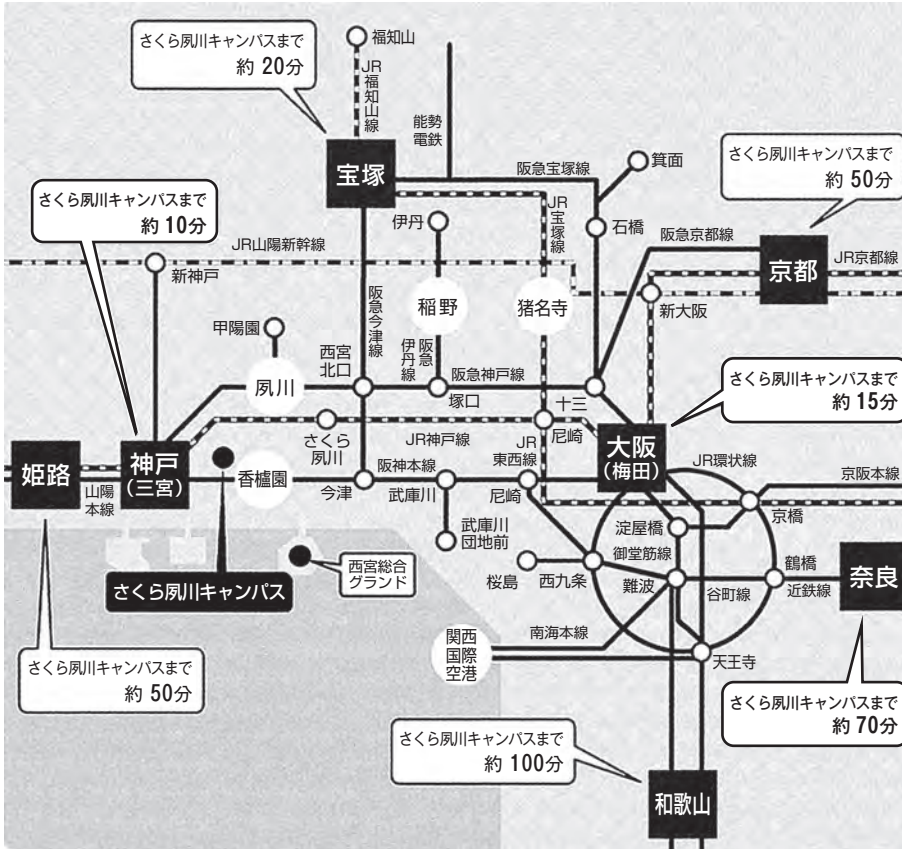 さくら夙川キャンパスまで
約 20分
福知山
JR福知山線
能勢
電鉄
宝塚
阪急宝塚線
箕面
さくら夙川キャンパスまで
約 50分
さくら夙川キャンパスまで
約 10分
伊丹
JR宝塚線
石橋
阪急京都線
京都
JR京都線
JR山陽新幹線
新神戸
阪急今津線
稲野
猪名寺
新大阪
甲陽園
西宮
北口
阪急
伊丹線
阪急神戸線
夙川
塚口
十三
さくら夙川キャンパスまで
約 15分
さくら
夙川
JR神戸線
尼崎
大阪
(梅田)
JR
東西線
JR環状線
姫路
神戸
(三宮)
山陽
本線
香櫨園
阪神本線
今津
武庫川
尼崎
京阪本線
京橋
淀屋橋
武庫川
団地前
御堂筋線
鶴橋
西宮総合
グランド
さくら夙川キャンパス
桜島
西九条
難波
谷町線
近鉄線
奈良
関西
国際
空港
南海本線
天王寺
さくら夙川キャンパスまで
約 50分
さくら夙川キャンパスまで
約 70分
さくら夙川キャンパスまで
約 100分
和歌山